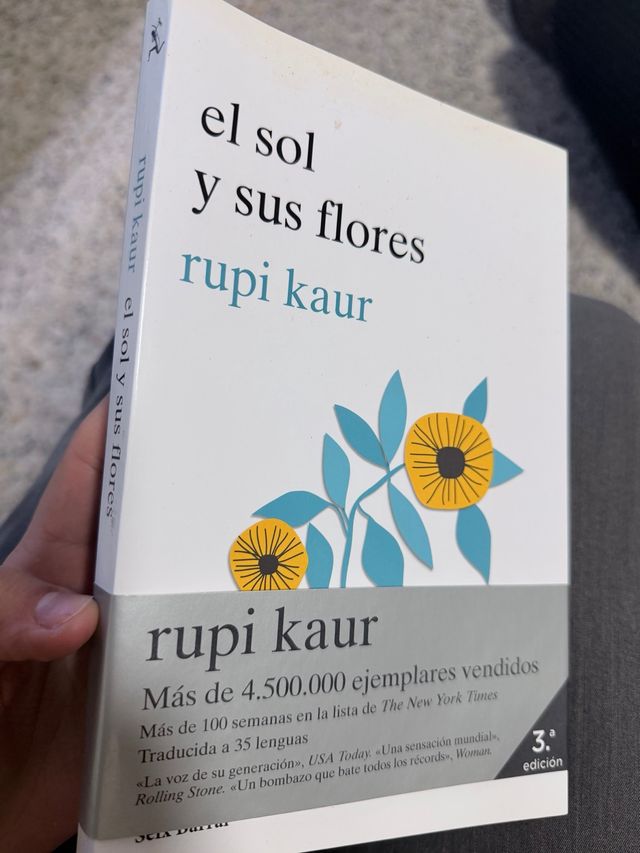 el sol
y sus flores
rupi kaur
rupi kaur el sol y sus flores
rupi kaur
Más de 4.500.000 ejemplares vendidos
Más de 100 semanas en la lista de The New York Times
Traducida a 35 lenguas
«La voz de su generación», USA Today. «Una sensación mundial»,
Rolling Stone. «Un bombazo que bate todos los récords», Woman.
3.ª
edición
Seix Barral